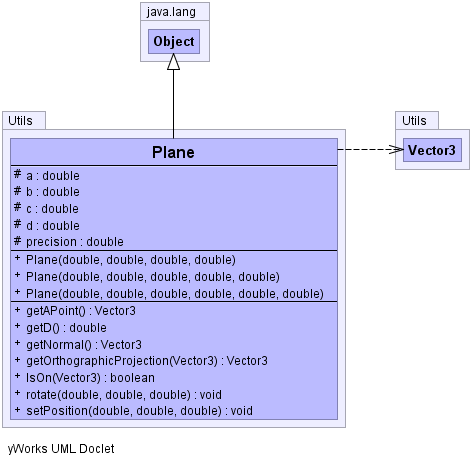 java.lang
Object
Utils
Utils
Plane
Vector3
# a : double
# b : double
# c : double
# d : double
# precision : double
+ Plane(double, double, double, double)
+ Plane(double, double, double, double, double)
+ Plane(double, double, double, double, double, double)
+ getAPoint() : Vector3
+ getD() : double
+ getNormal() : Vector3
+ getOrthographicProjection(Vector3) : Vector3
+ IsOn(Vector3) : boolean
+ rotate(double, double, double) : void
+ setPosition(double, double, double) : void
yWorks UML Doclet